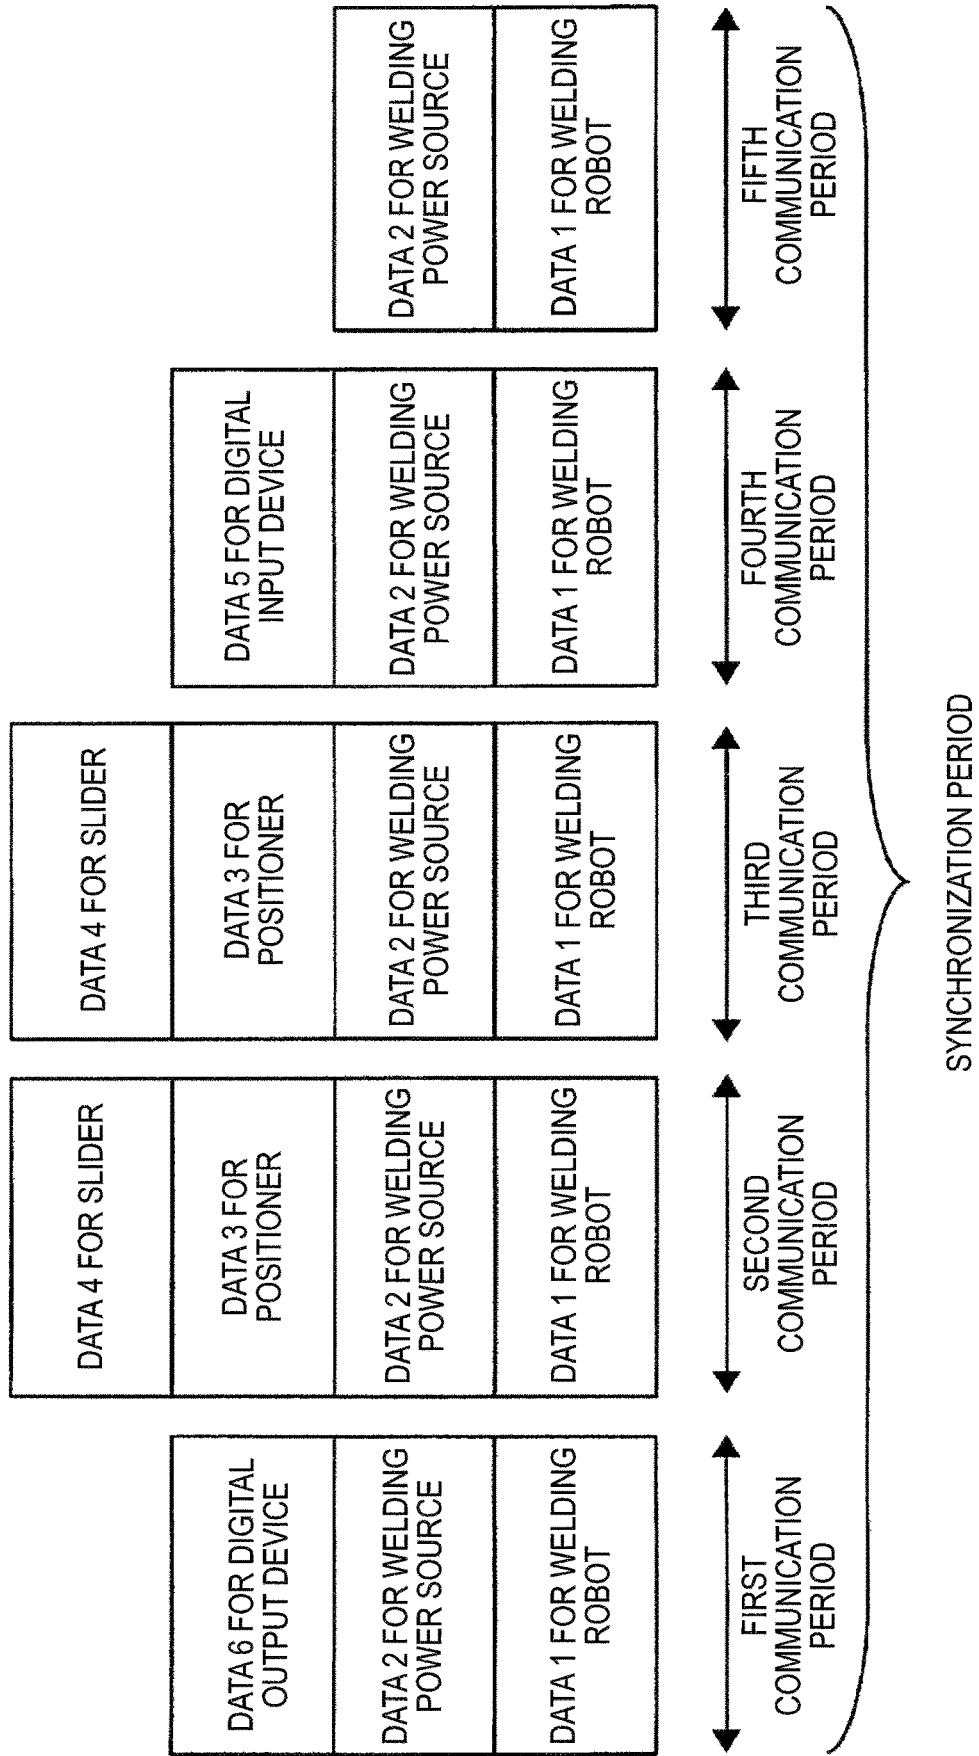 DATA 6 FOR DIGITAL
OUTPUT DEVICE
DATA 2 FOR WELDING
POWER SOURCE
DATA 1 FOR WELDING
ROBOT
FIRST
COMMUNICATION
PERIOD
DATA 4 FOR SLIDER
DATA 3 FOR
POSITIONER
DATA 2 FOR WELDING
POWER SOURCE
DATA 1 FOR WELDING
ROBOT
SECOND
COMMUNICATION
PERIOD
DATA 4 FOR SLIDER
DATA 3 FOR
POSITIONER
DATA 2 FOR WELDING
POWER SOURCE
DATA 1 FOR WELDING
ROBOT
THIRD
COMMUNICATION
PERIOD
DATA 5 FOR DIGITAL
INPUT DEVICE
DATA 2 FOR WELDING
POWER SOURCE
DATA 1 FOR WELDING
ROBOT
FOURTH
COMMUNICATION
PERIOD
DATA 2 FOR WELDING
POWER SOURCE
DATA 1 FOR WELDING
ROBOT
FIFTH
COMMUNICATION
PERIOD
SYNCHRONIZATION PERIOD